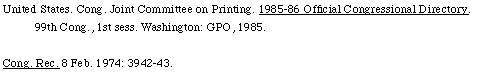 United States. Cong. Joint Committee on Printing. 1985-86 Official Congressional Directory.
99th Cong., 1st sess. Washington: GPO, 1985.
Cong. Rec. 8 Feb. 1974: 3942-43.